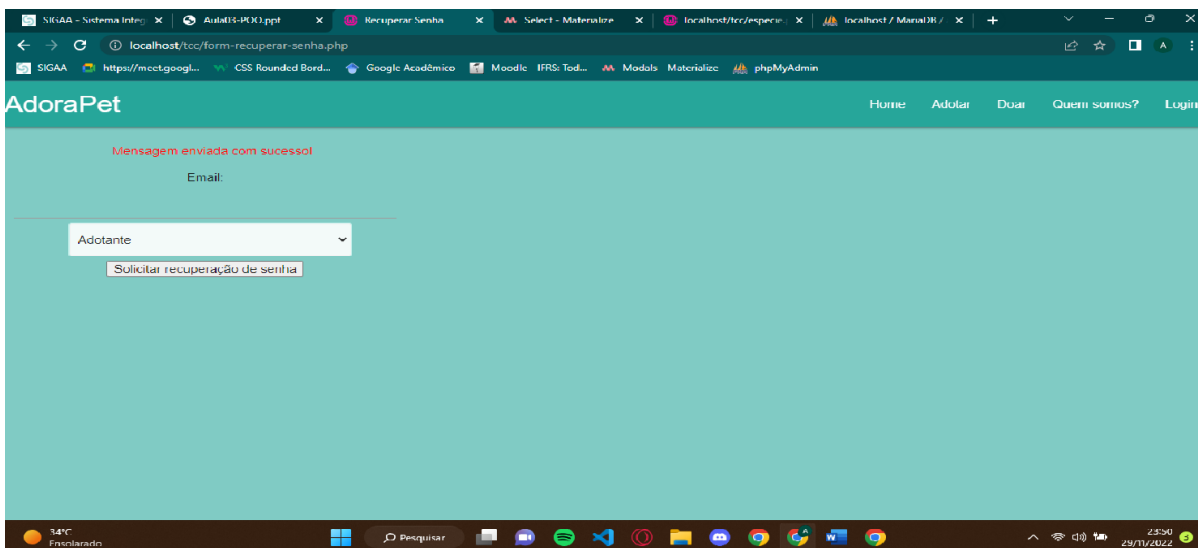 SIGAA - Sistema Integ
Aula03-POO.ppt
Recuperar Senha
Select - Materialize
localhost/tcc/especie.
localhost / MariaDB /
localhost/tcc/form-recuperar-senha.php
A
SIGAA
https://meet.googl...
CSS Rounded Bord...
Google Acadêmico
Moodle IFRS: Tod...
Modals Materialize
phpMyAdmin
AdoraPet
Home
Adotar
Doar
Quem somos?
Login
Mensagem enviada com sucesso!
Email:
Adotante
Solicitar recuperação de senha
34°C
Ensolarado
Pesquisar
23:50
29/11/2022
3